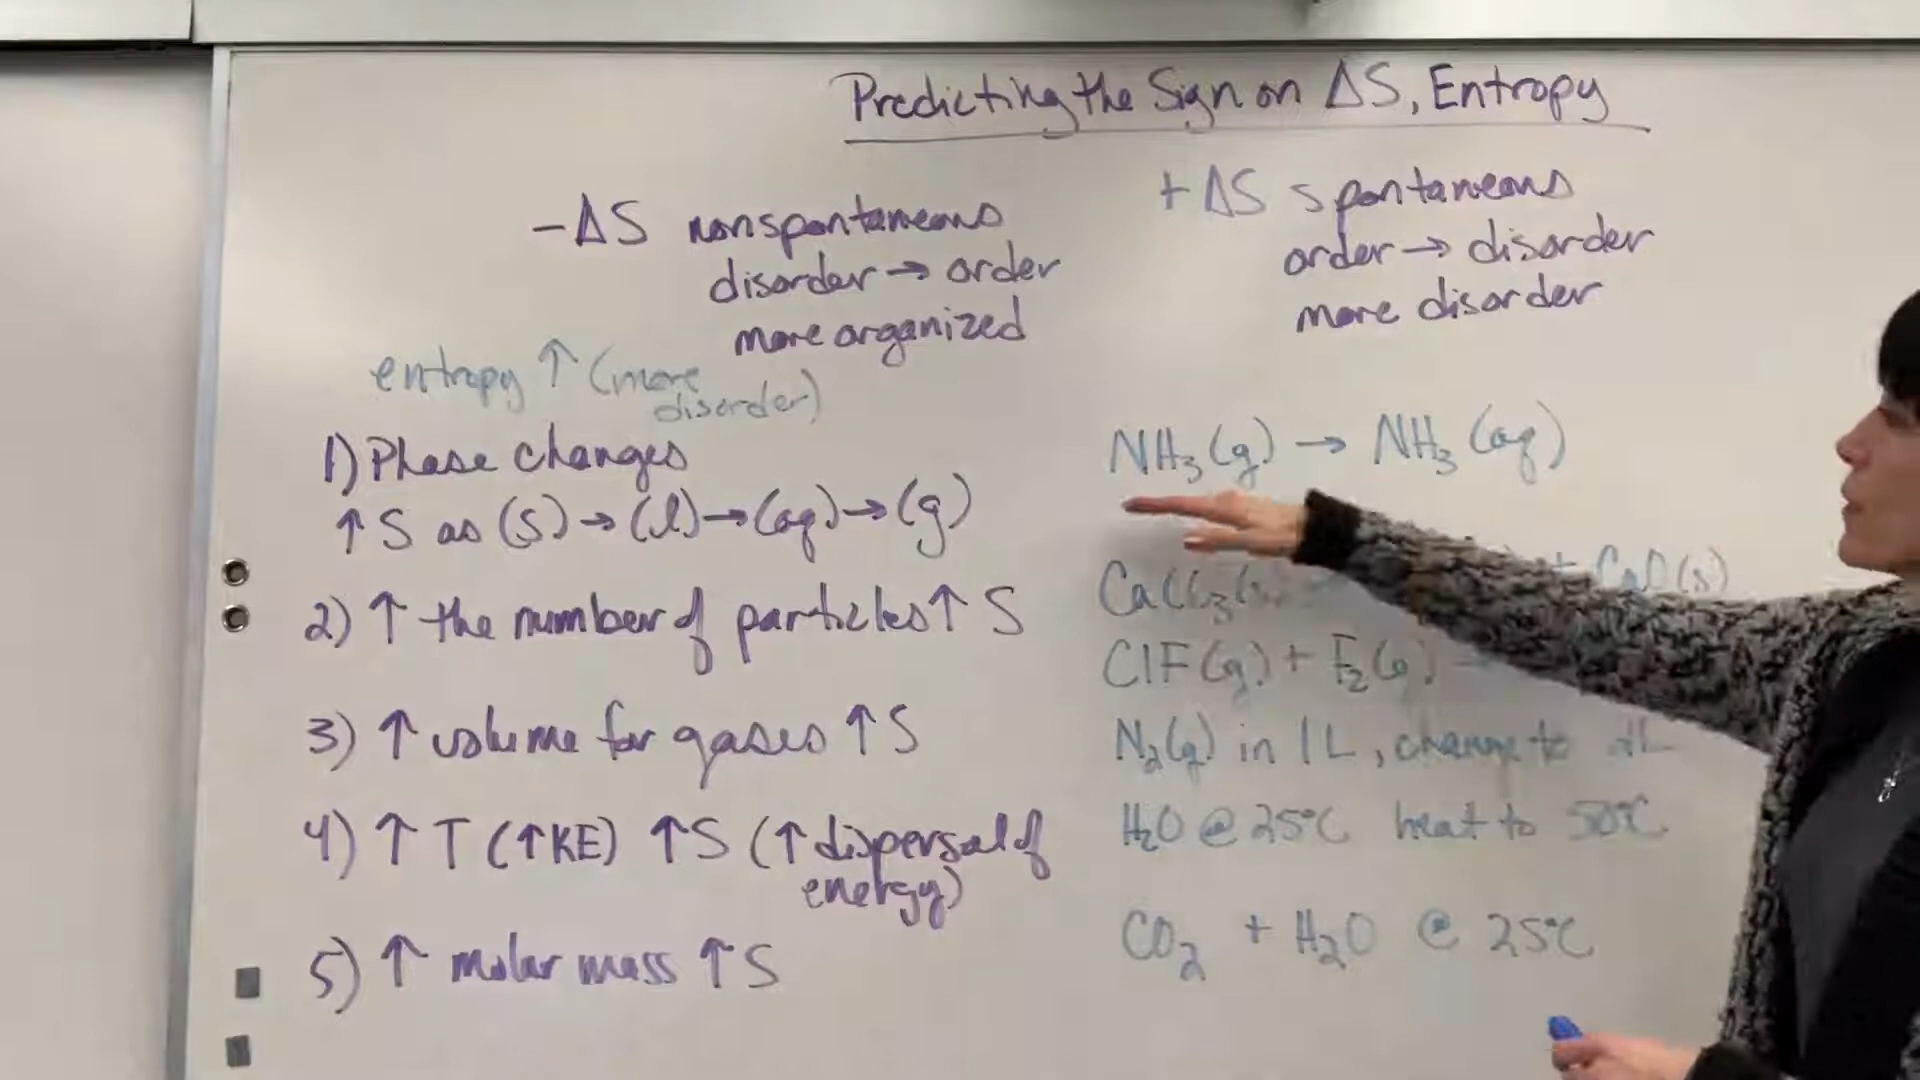 Predicting the Sign on ΔS, Entropy
-ΔS nonspontaneous
disorder → order
more organized
+ΔS spontaneous
order → disorder
more disorder
entropy ↑ (more
disorder)
1) Phase changes
↑ S as (s) → (l) → (aq) → (g)
2) ↑ the number of particles ↑ S
3) ↑ volume for gases ↑ S
4) ↑ T (↑KE) ↑S (↑ dispersal of
energy)
5) ↑ molar mass ↑ S
NH₃(g) → NH₃(aq)
+ CaO(s)
ClF(g) + F₂(g) →
N₂(g) in 1L, change to 2L
H₂O @ 25°C heat to 50°C
CO₂ + H₂O @ 25°C